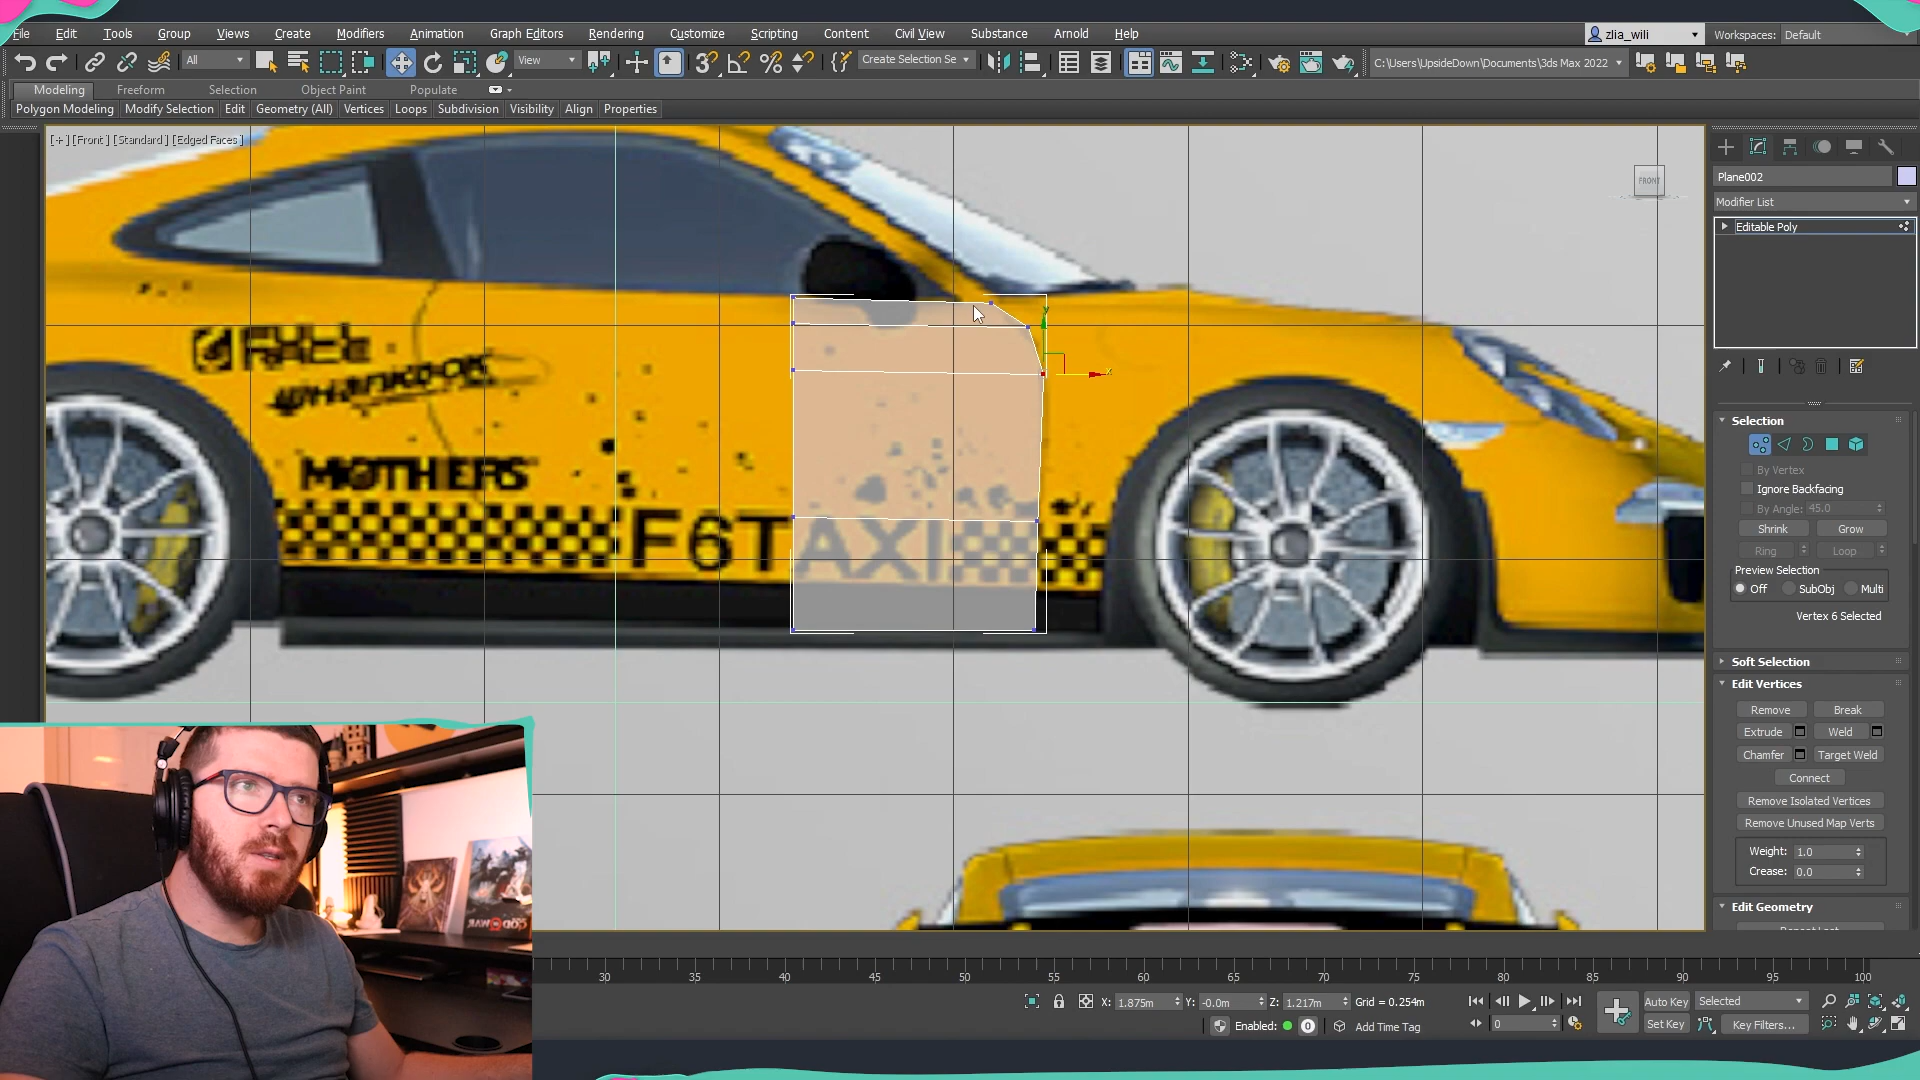 File Edit Tools Group Views Create Modifiers Animation Graph Editors Rendering Customize Scripting Content Civil View Substance Arnold Help
zlia_wili
Workspaces: Default
All
View
Create Selection Se
C:\Users\UpsideDown\Documents\3ds Max 2022
Modeling Freeform Selection Object Paint Populate
Polygon Modeling Modify Selection Edit Geometry (All) Vertices Loops Subdivision Visibility Align Properties
[+] [Front] [Standard] [Edged Faces]
FRONT
y
x
HANKOOK
MOTHERS
F6TAXI
GOD WAR
Plane002
Modifier List
Editable Poly
Selection
By Vertex
Ignore Backfacing
By Angle: 45.0
Shrink Grow
Ring Loop
Preview Selection
Off SubObj Multi
Vertex 6 Selected
Soft Selection
Edit Vertices
Remove Break
Extrude Weld
Chamfer Target Weld
Connect
Remove Isolated Vertices
Remove Unused Map Verts
Weight: 1.0
Crease: 0.0
Edit Geometry
Repeat Last
30 35 40 45 50 55 60 65 70 75 80 85 90 95 100
X: 1.875m Y: -0.0m Z: 1.217m Grid = 0.254m
Enabled: 0 Add Time Tag
0
Auto Key Selected
Set Key Key Filters...